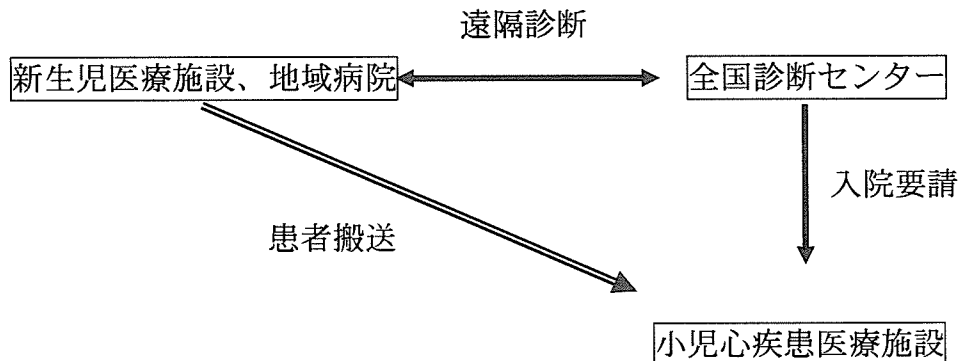 遠隔診断
新生児医療施設、地域病院
全国診断センター
入院要請
患者搬送
小児心疾患医療施設